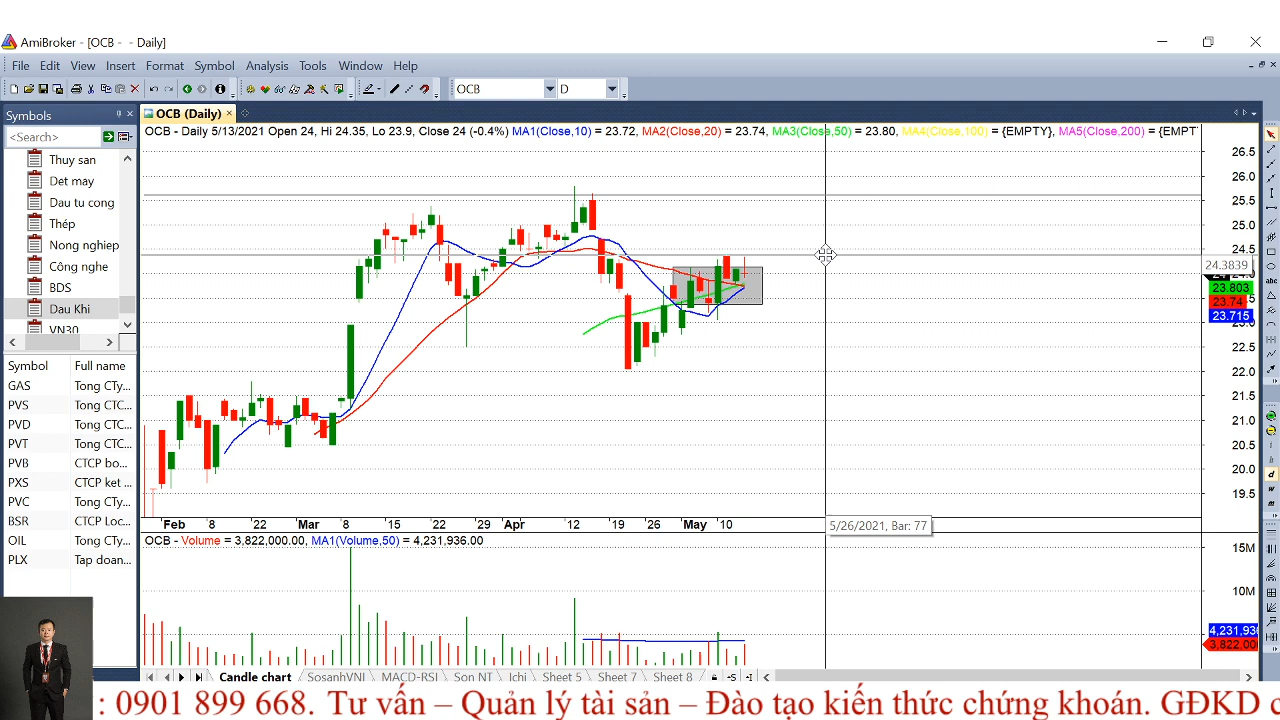 AmiBroker - [OCB - - Daily]
File Edit View Insert Format Symbol Analysis Tools Window Help
OCB D
Symbols
OCB (Daily)
<Search>
OCB - Daily 5/13/2021 Open 24, Hi 24.35, Lo 23.9, Close 24 (-0.4%) MA1(Close,10) = 23.72, MA2(Close,20) = 23.74, MA3(Close,50) = 23.80, MA4(Close,100) = {EMPTY}, MA5(Close,200) = {EMPT
Thuy san
Det may
Dau tu cong
Thép
Nong nghiep
Công nghe
BDS
Dau Khi
VN30
Symbol Full name
GAS Tong CTy...
PVS Tong CTC...
PVD Tong CTC...
PVT Tong CTC...
PVB CTCP bo...
PXS CTCP ket ...
PVC Tong CTy...
BSR CTCP Loc...
OIL Tong CTy...
PLX Tap doan...
26.5
26.0
25.5
25.0
24.5
24.3839
23.803
23.74
23.715
23.0
22.5
22.0
21.5
21.0
20.5
20.0
19.5
Feb 8 22 Mar 8 15 22 29 Apr 12 19 26 May 10
5/26/2021, Bar: 77
OCB - Volume = 3,822,000.00, MA1(Volume,50) = 4,231,936.00
15M
10M
4,231,936
3,822,00
Candle chart SosanhVNI MACD-RSI Son NT Ichi Sheet 5 Sheet 7 Sheet 8
: 0901 899 668. Tư vấn – Quản lý tài sản – Đào tạo kiến thức chứng khoán. GĐKD c